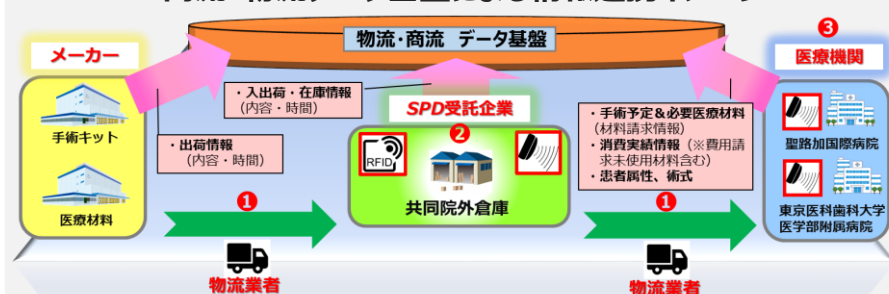 物流・商流 データ基盤
メーカー
手術キット
医療材料
・出荷情報
(内容・時間)
・入出荷・在庫情報
(内容・時間)
SPD受託企業
❷
RFID
共同院外倉庫
・手術予定&必要医療材料
(材料請求情報)
・消費実績情報(※費用請
求未使用材料含む)
・患者属性、術式
❸
医療機関
聖路加国際病院
東京医科歯科大学
医学部附属病院
❶
物流業者
❶
物流業者